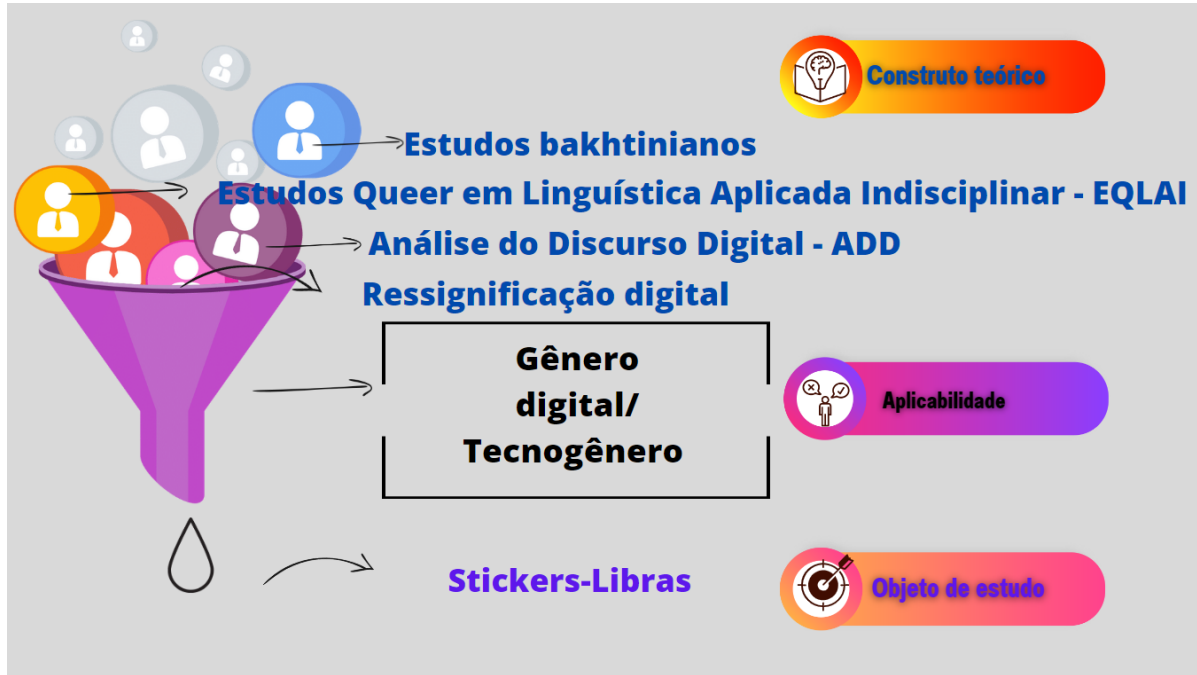 Construto teórico
Estudos bakhtinianos
Estudos Queer em Linguística Aplicada Indisciplinar - EQLAI
Análise do Discurso Digital - ADD
Ressignificação digital
Gênero
digital/
Tecnogênero
Aplicabilidade
Stickers-Libras
Objeto de estudo